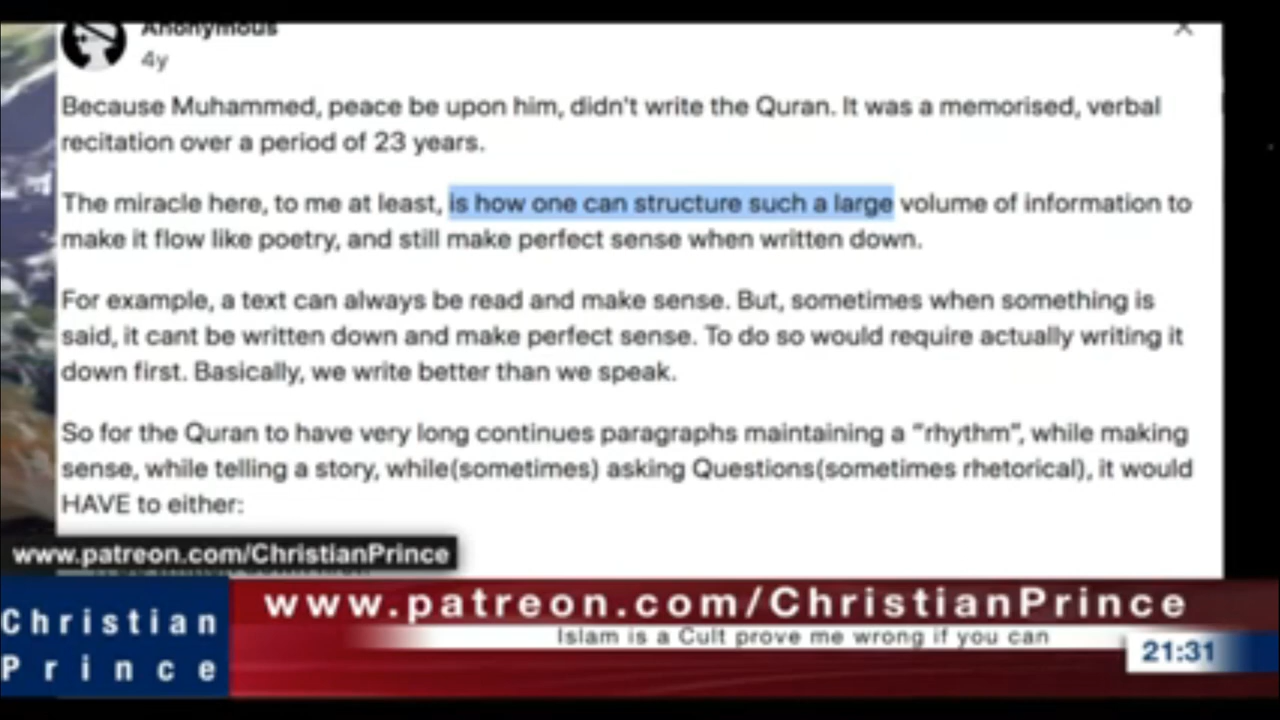 Anonymous
4y
Because Muhammed, peace be upon him, didn't write the Quran. It was a memorised, verbal
recitation over a period of 23 years.
The miracle here, to me at least, is how one can structure such a large volume of information to
make it flow like poetry, and still make perfect sense when written down.
For example, a text can always be read and make sense. But, sometimes when something is
said, it cant be written down and make perfect sense. To do so would require actually writing it
down first. Basically, we write better than we speak.
So for the Quran to have very long continues paragraphs maintaining a “rhythm”, while making
sense, while telling a story, while(sometimes) asking Questions(sometimes rhetorical), it would
HAVE to either:
www.patreon.com/ChristianPrince
www.patreon.com/ChristianPrince
Islam is a Cult prove me wrong if you can
Christian
Prince
21:31